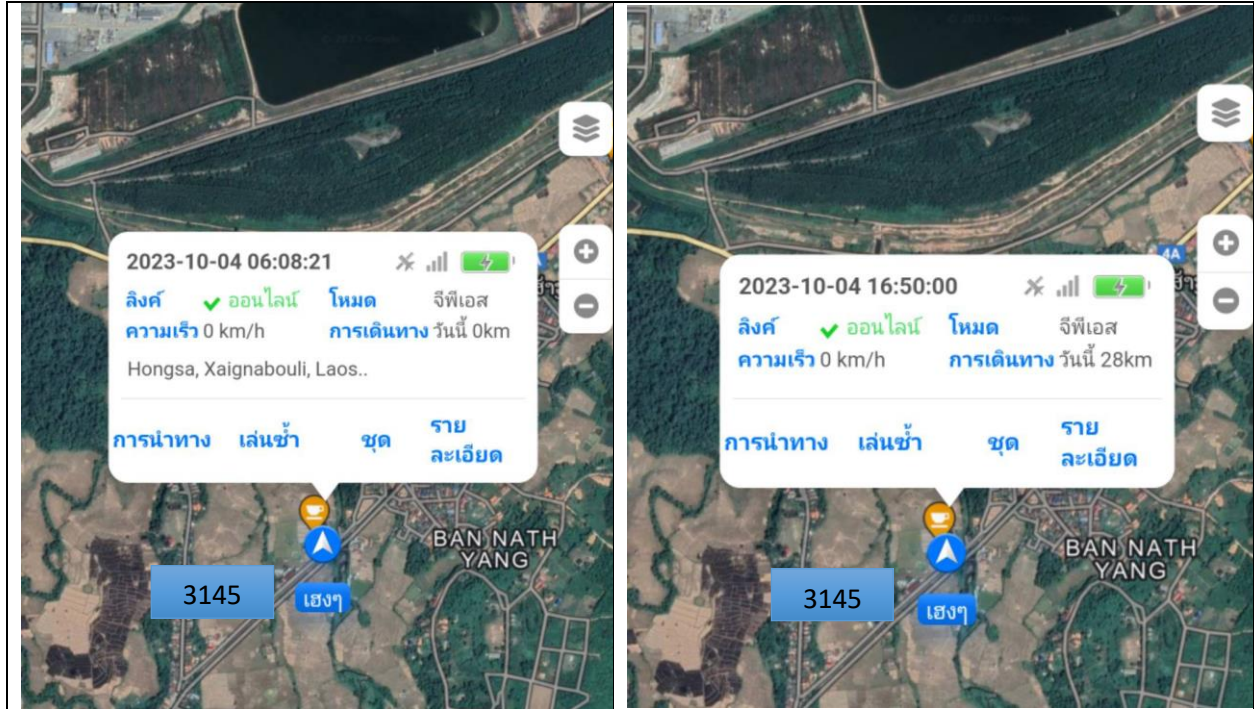 2023-10-04 06:08:21
ลิงค์ ออนไลน์ โหมด จีพีเอส
ความเร็ว 0 km/h การเดินทาง วันนี้ 0km
Hongsa, Xaignabouli, Laos..
การนำทาง เล่นซ้ำ ชุด ราย
ละเอียด
BAN NATH
YANG
3145
เฮงๆ
4A
2023-10-04 16:50:00
ลิงค์ ออนไลน์ โหมด จีพีเอส
ความเร็ว 0 km/h การเดินทาง วันนี้ 28km
การนำทาง เล่นซ้ำ ชุด ราย
ละเอียด
BAN NATH
YANG
3145
เฮงๆ